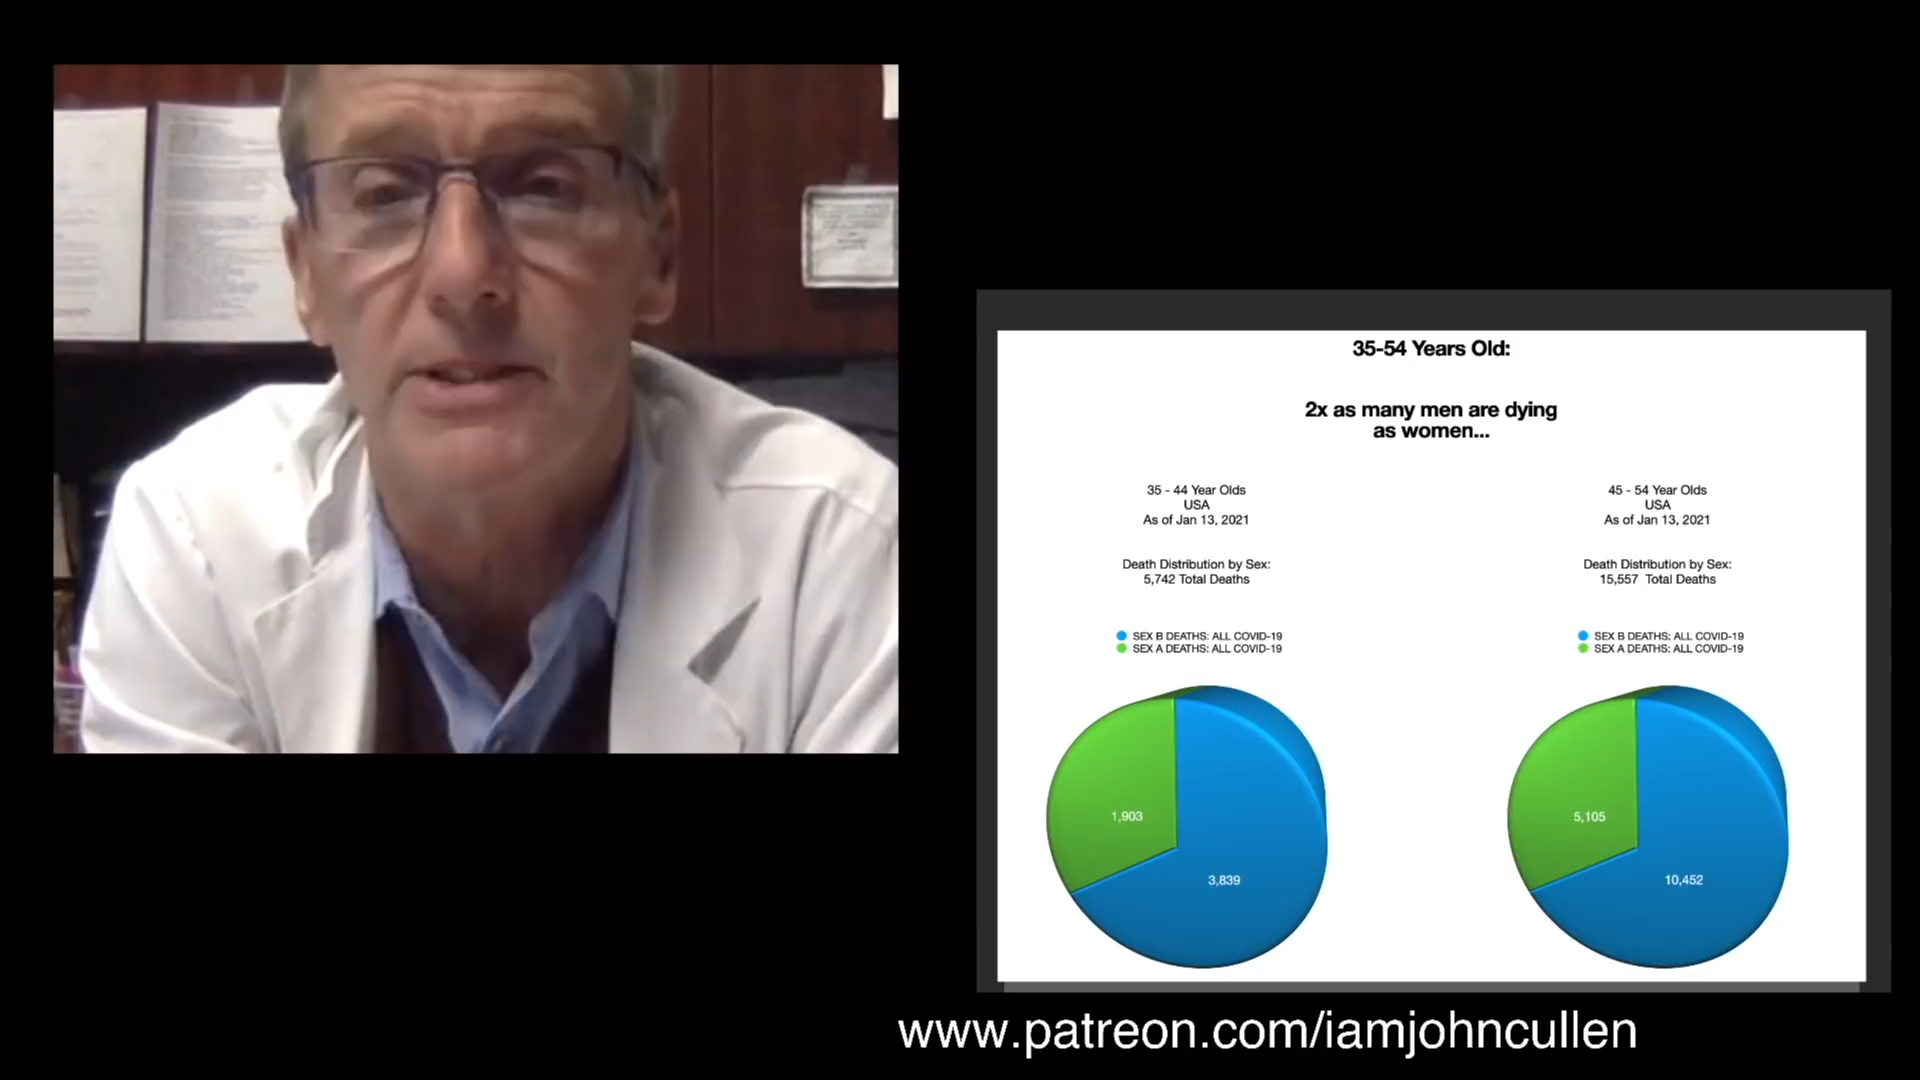 35-54 Years Old:
2x as many men are dying
as women...
35 - 44 Year Olds
USA
As of Jan 13, 2021
Death Distribution by Sex:
5,742 Total Deaths
SEX B DEATHS: ALL COVID-19
SEX A DEATHS: ALL COVID-19
1,903
3,839
45 - 54 Year Olds
USA
As of Jan 13, 2021
Death Distribution by Sex:
15,557 Total Deaths
SEX B DEATHS: ALL COVID-19
SEX A DEATHS: ALL COVID-19
5,105
10,452
www.patreon.com/iamjohncullen